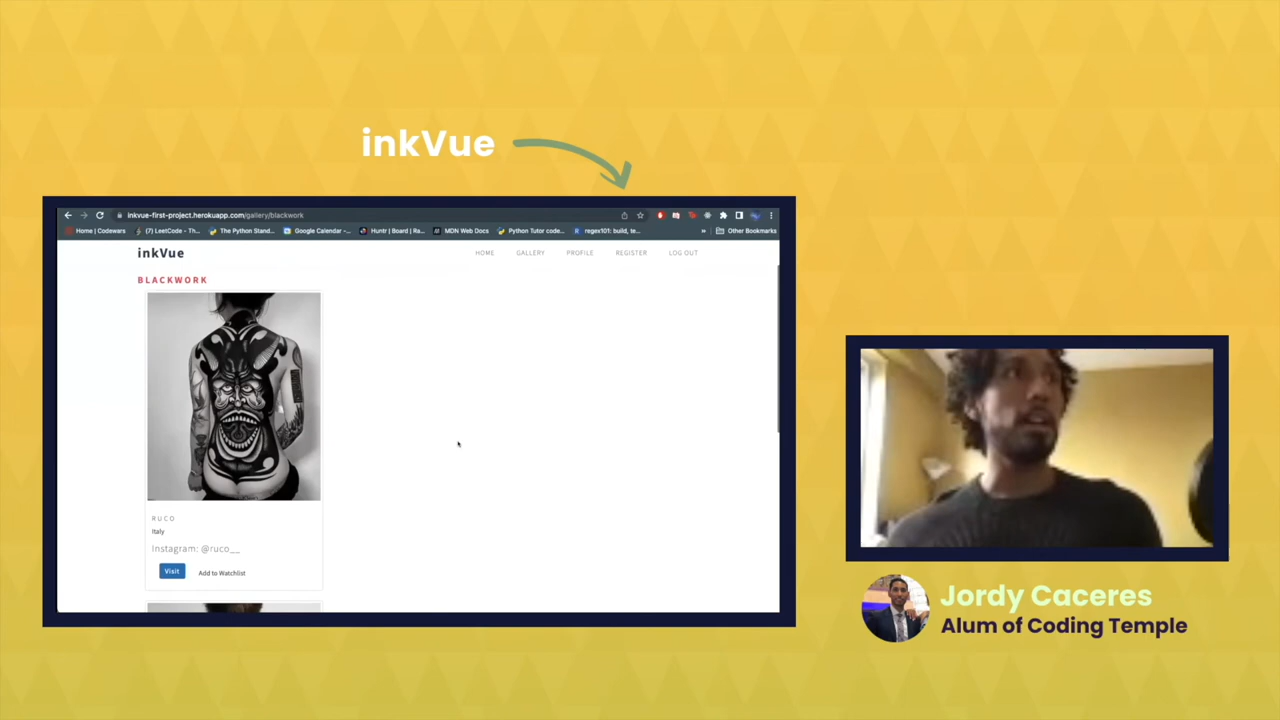 inkVue
inkvue-first-project.herokuapp.com/gallery/blackwork
Home | Codewars
(7) LeetCode - Th...
The Python Stand...
Google Calendar -...
Huntr | Board | Ra...
MDN Web Docs
Python Tutor code...
regex101: build, te...
»
Other Bookmarks
inkVue
HOME
GALLERY
PROFILE
REGISTER
LOG OUT
BLACKWORK
RUCO
Italy
Instagram: @ruco__
Visit
Add to Watchlist
Jordy Caceres
Alum of Coding Temple